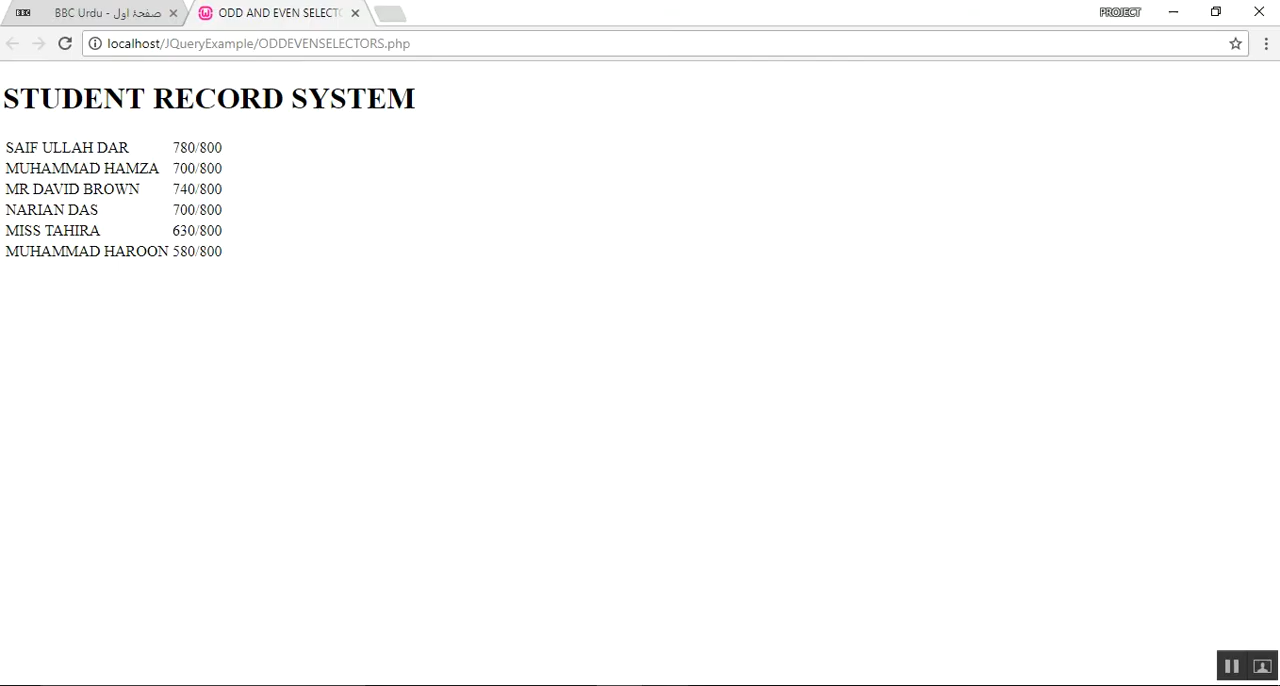 BBC BBC Urdu - صفحۂ اول
ODD AND EVEN SELECT
PROJECT
localhost/JQueryExample/ODDEVENSELECTORS.php
STUDENT RECORD SYSTEM
SAIF ULLAH DAR 780/800
MUHAMMAD HAMZA 700/800
MR DAVID BROWN 740/800
NARIAN DAS 700/800
MISS TAHIRA 630/800
MUHAMMAD HAROON 580/800